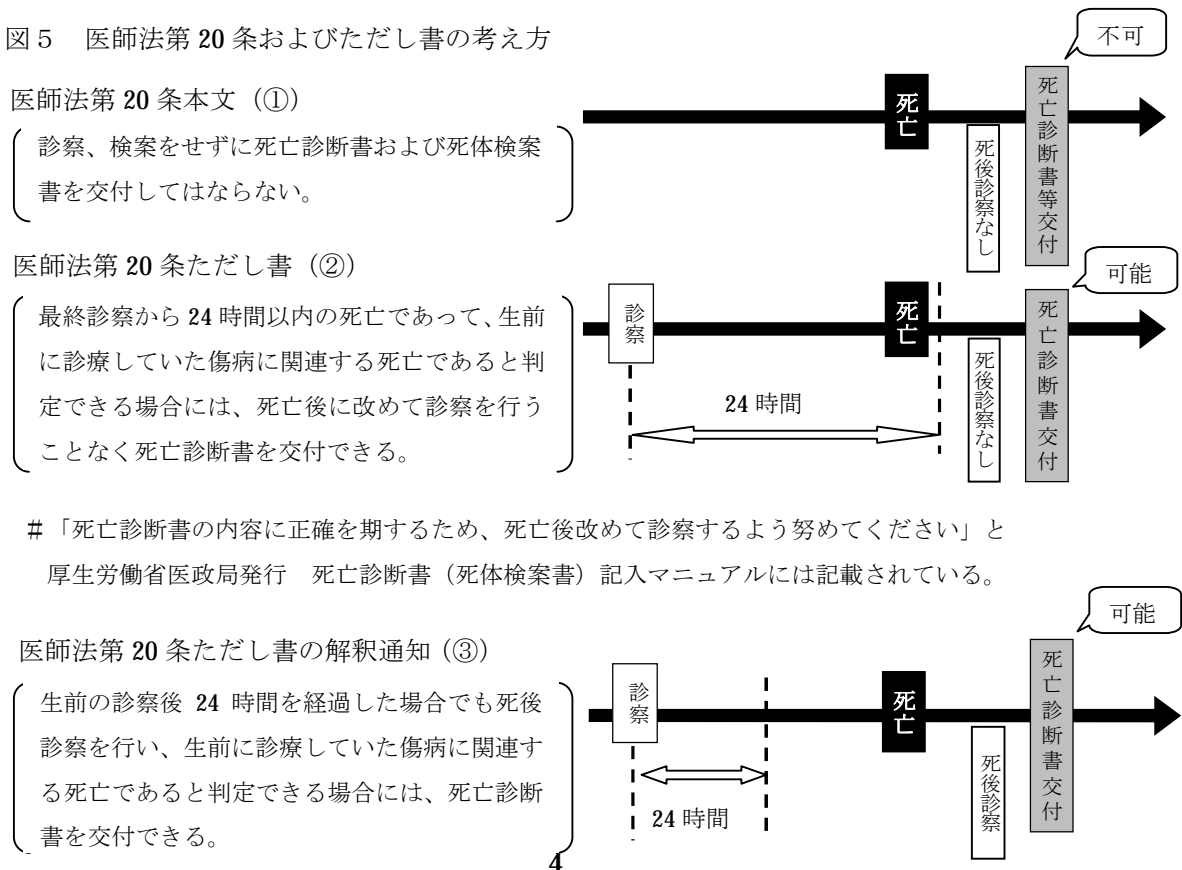 図５　医師法第 20 条およびただし書の考え方
不可
医師法第 20 条本文（①）
診察、検案をせずに死亡診断書および死体検案
書を交付してはならない。
死亡
死後診察なし
死亡診断書等交付
医師法第 20 条ただし書（②）
最終診察から 24 時間以内の死亡であって、生前
に診療していた傷病に関連する死亡であると判
定できる場合には、死亡後に改めて診察を行う
ことなく死亡診断書を交付できる。
診察
24 時間
死亡
死後診察なし
死亡診断書交付
可能
＃「死亡診断書の内容に正確を期するため、死亡後改めて診察するよう努めてください」と
厚生労働省医政局発行　死亡診断書（死体検案書）記入マニュアルには記載されている。
医師法第 20 条ただし書の解釈通知（③）
生前の診察後 24 時間を経過した場合でも死後
診察を行い、生前に診療していた傷病に関連す
る死亡であると判定できる場合には、死亡診断
書を交付できる。
診察
24 時間
死亡
死後診察
死亡診断書交付
可能
4